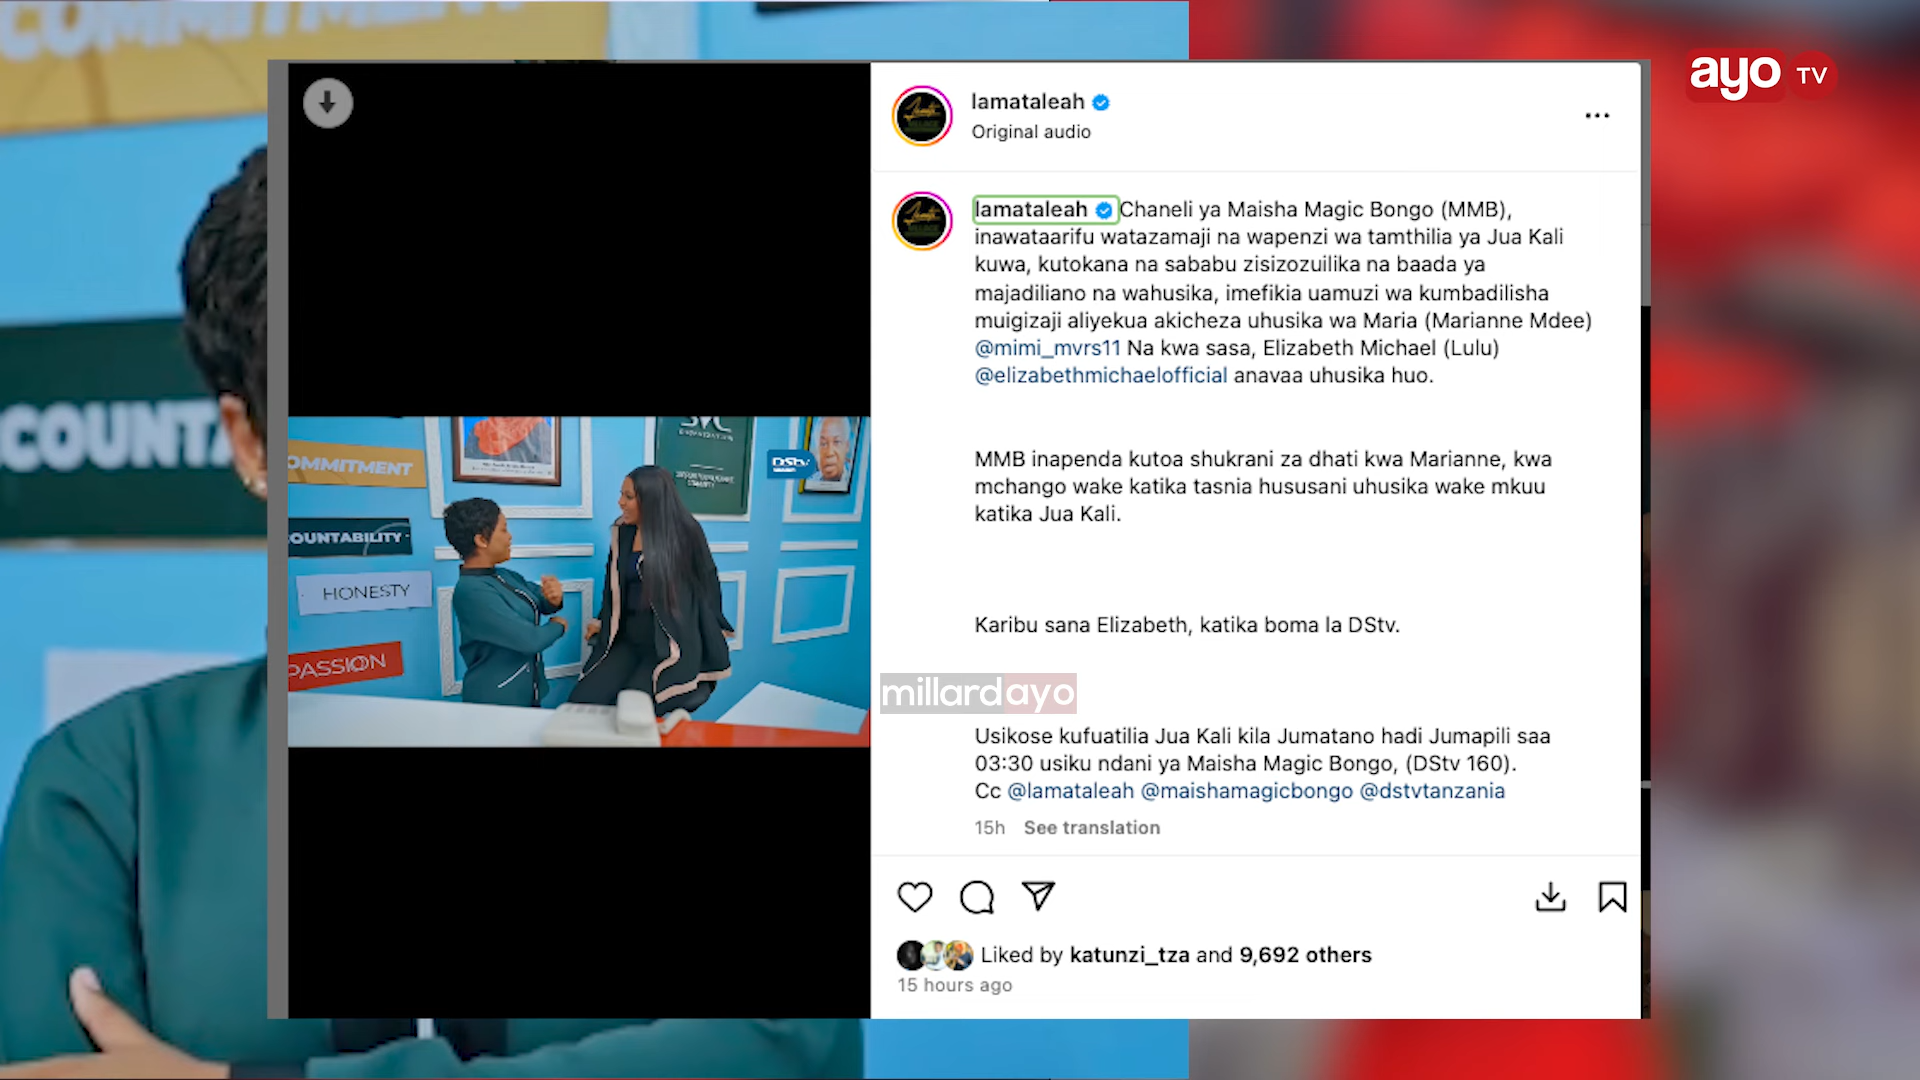 COMMITMENT
COUNTA
ayo TV
lamataleah
Original audio
lamataleah Chaneli ya Maisha Magic Bongo (MMB),
inawataarifu watazamaji na wapenzi wa tamthilia ya Jua Kali
kuwa, kutokana na sababu zisizozuilika na baada ya
majadiliano na wahusika, imefikia uamuzi wa kumbadilisha
muigizaji aliyekua akicheza uhusika wa Maria (Marianne Mdee)
@mimi_mvrs11 Na kwa sasa, Elizabeth Michael (Lulu)
@elizabethmichaelofficial anavaa uhusika huo.
MMB inapenda kutoa shukrani za dhati kwa Marianne, kwa
mchango wake katika tasnia hususani uhusika wake mkuu
katika Jua Kali.
Karibu sana Elizabeth, katika boma la DStv.
millardayo
Usikose kufuatilia Jua Kali kila Jumatano hadi Jumapili saa
03:30 usiku ndani ya Maisha Magic Bongo, (DStv 160).
Cc @lamataleah @maishamagicbongo @dstvtanzania
15h See translation
Liked by katunzi_tza and 9,692 others
15 hours ago
OMMITMENT
DStv
OUNTABILITY
HONESTY
PASSION